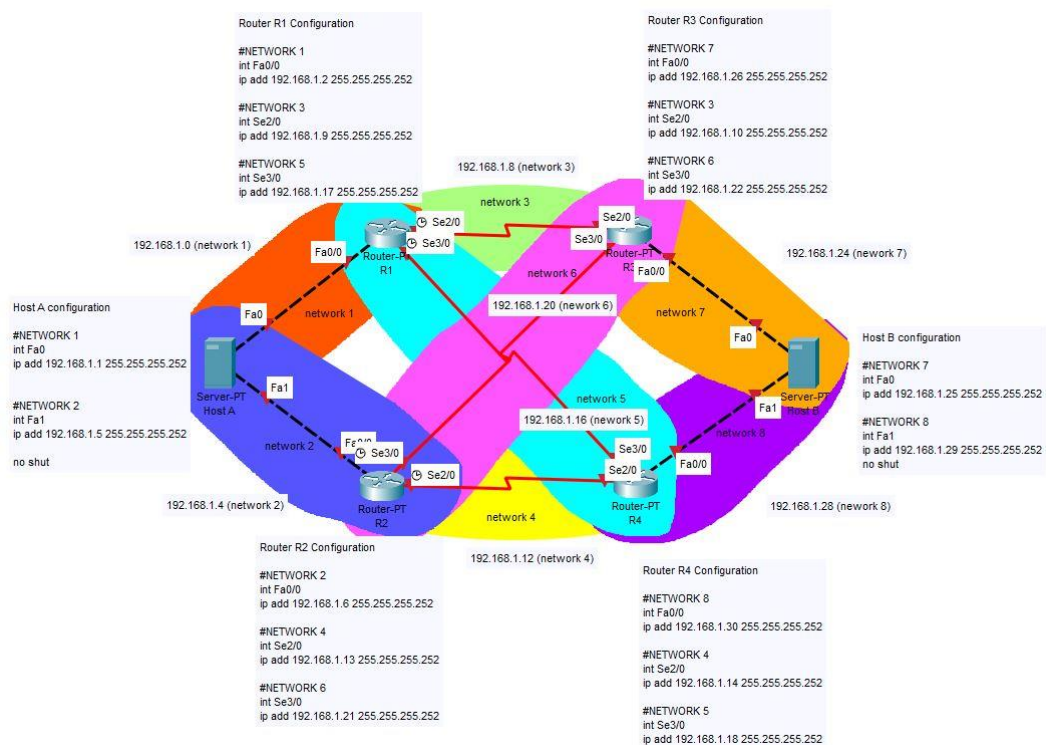 Router R1 Configuration
#NETWORK 1
int Fa0/0
ip add 192.168.1.2 255.255.255.252
#NETWORK 3
int Se2/0
ip add 192.168.1.9 255.255.255.252
#NETWORK 5
int Se3/0
ip add 192.168.1.17 255.255.255.252
Router R3 Configuration
#NETWORK 7
int Fa0/0
ip add 192.168.1.26 255.255.255.252
#NETWORK 3
int Se2/0
ip add 192.168.1.10 255.255.255.252
#NETWORK 6
int Se3/0
ip add 192.168.1.22 255.255.255.252
192.168.1.8 (network 3)
network 3
192.168.1.0 (network 1)
Se2/0
Se3/0
Fa0/0
R1
Se2/0
Se3/0
Router-PT
Fa0/0
192.168.1.24 (nework 7)
network 6
192.168.1.20 (nework 6)
Host A configuration
#NETWORK 1
int Fa0
ip add 192.168.1.1 255.255.255.252
#NETWORK 2
int Fa1
ip add 192.168.1.5 255.255.255.252
no shut
Fa0
network 1
Server-PT
Host A
Fa1
network 2
network 7
Fa0
Server-PT
Host B
Fa1
Host B configuration
#NETWORK 7
int Fa0
ip add 192.168.1.25 255.255.255.252
#NETWORK 8
int Fa1
ip add 192.168.1.29 255.255.255.252
no shut
network 5
192.168.1.16 (nework 5)
network 8
Se3/0
Se2/0
Router-PT
R2
Se3/0
Se2/0
Fa0/0
Router-PT
R4
192.168.1.4 (network 2)
network 4
192.168.1.12 (network 4)
192.168.1.28 (nework 8)
Router R2 Configuration
#NETWORK 2
int Fa0/0
ip add 192.168.1.6 255.255.255.252
#NETWORK 4
int Se2/0
ip add 192.168.1.13 255.255.255.252
#NETWORK 6
int Se3/0
ip add 192.168.1.21 255.255.255.252
Router R4 Configuration
#NETWORK 8
int Fa0/0
ip add 192.168.1.30 255.255.255.252
#NETWORK 4
int Se2/0
ip add 192.168.1.14 255.255.255.252
#NETWORK 5
int Se3/0
ip add 192.168.1.18 255.255.255.252